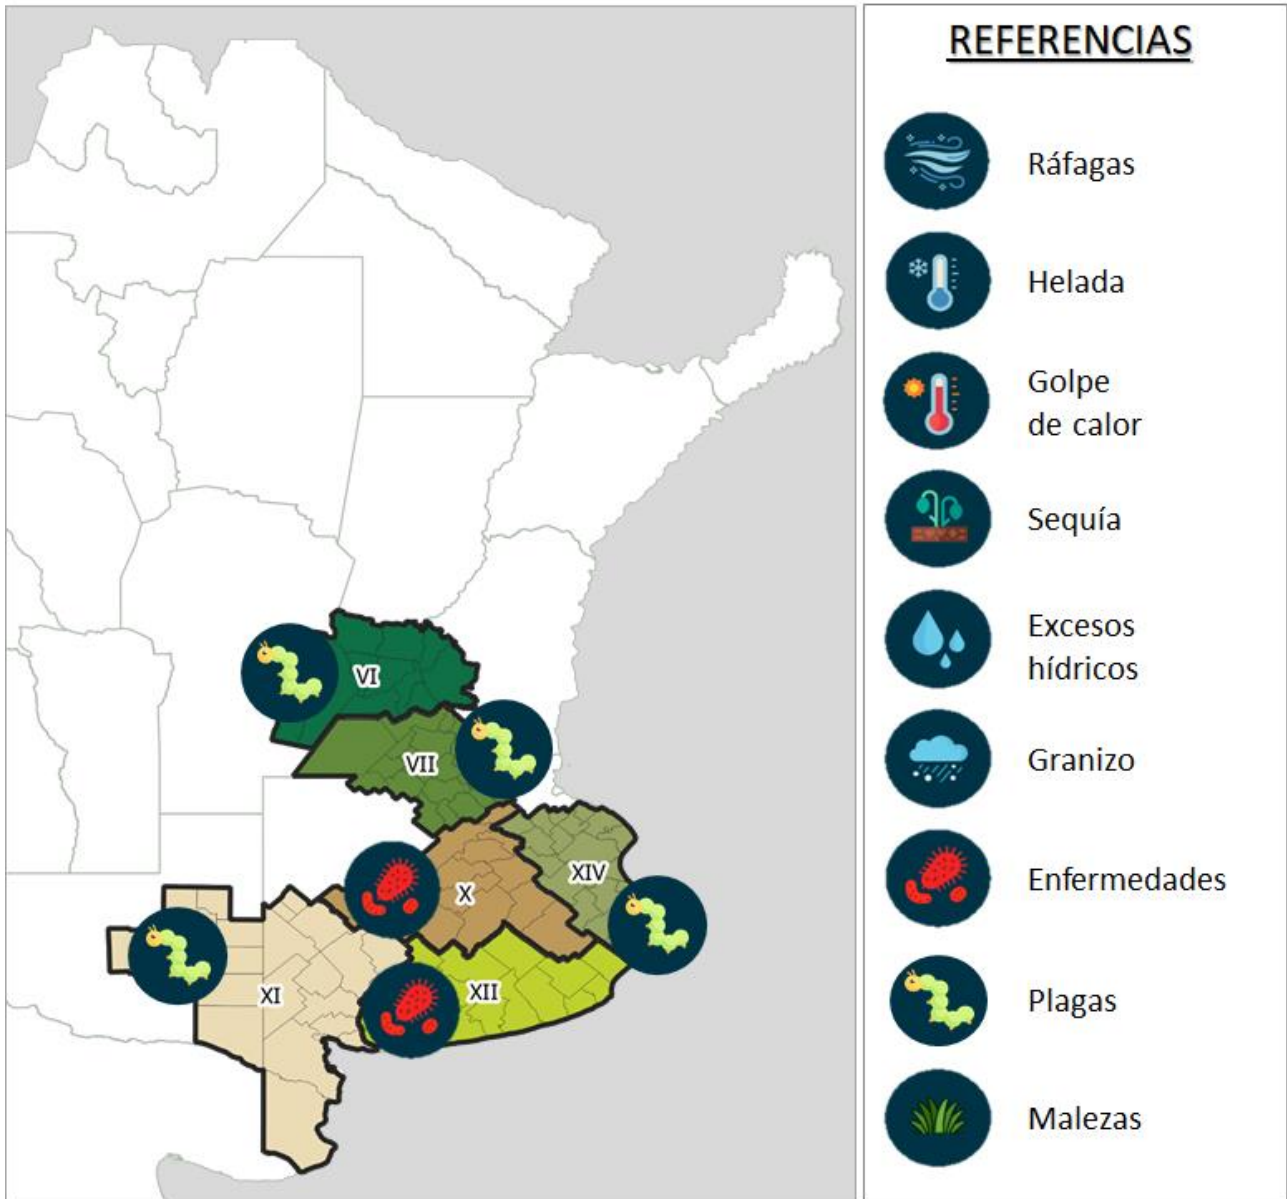 REFERENCIAS
Ráfagas
Helada
Golpe
de calor
Sequía
Excesos
hídricos
Granizo
Enfermedades
Plagas
Malezas
VI
VII
XIV
X
XI
XII